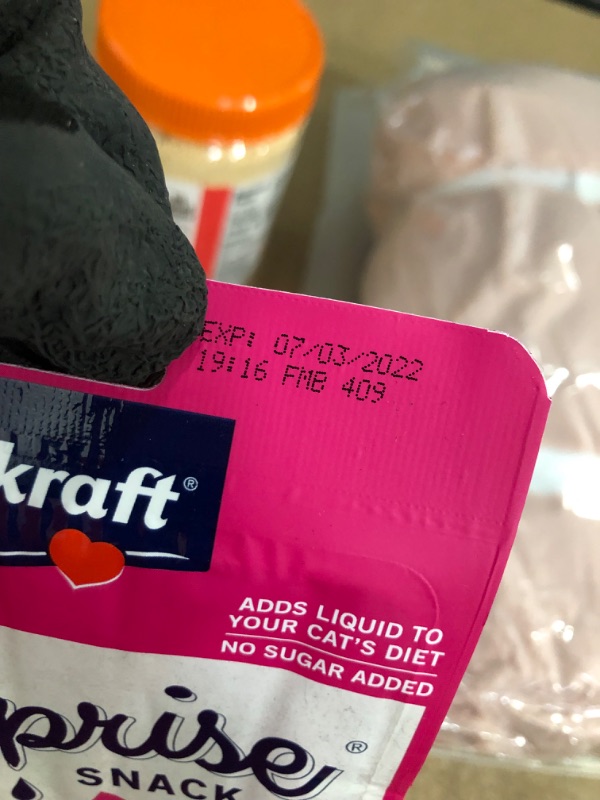 EXP: 07/03/2022
19:16 FMB 409
kraft®
ADDS LIQUID TO
YOUR CAT'S DIET
NO SUGAR ADDED
prise®
SNACK